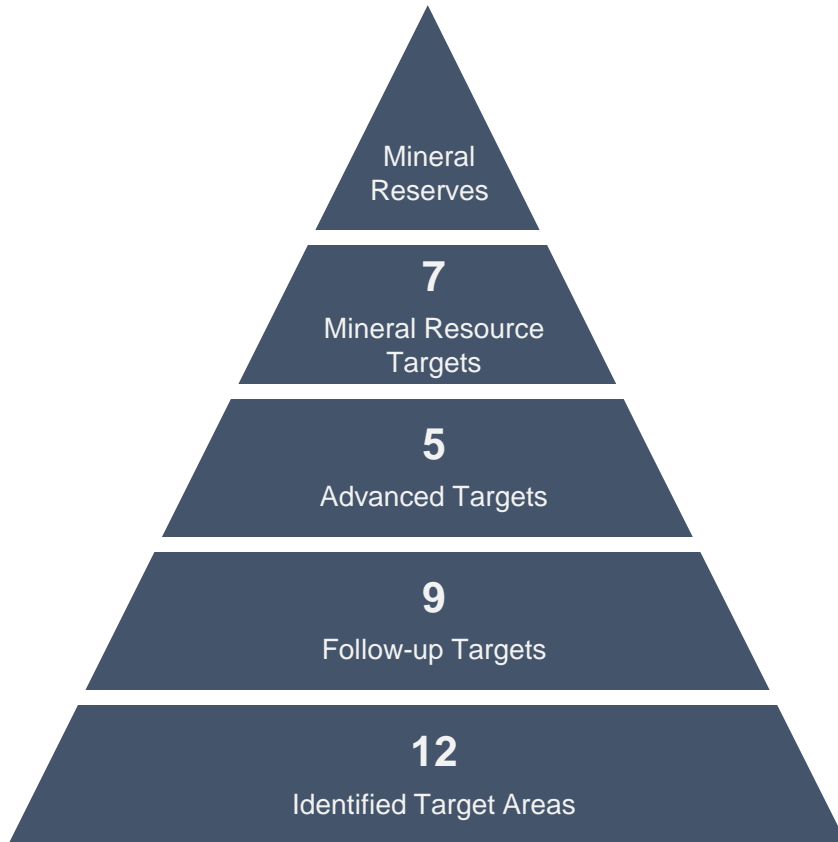 Mineral
Reserves
7
Mineral Resource
Targets
5
Advanced Targets
9
Follow-up Targets
12
Identified Target Areas